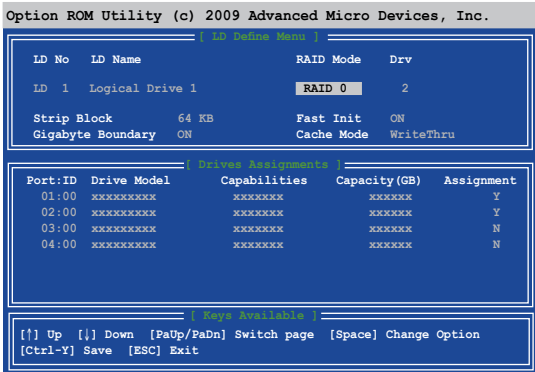 Option ROM Utility (c) 2009 Advanced Micro Devices, Inc.
[ LD Define Menu ]
LD No LD Name RAID Mode Drv
LD 1 Logical Drive 1 RAID 0 2
Strip Block 64 KB Fast Init ON
Gigabyte Boundary ON Cache Mode WriteThru
[ Drives Assignments ]
Port:ID Drive Model Capabilities Capacity(GB) Assignment
01:00 xxxxxxxxx xxxxxxx xxxxxx Y
02:00 xxxxxxxxx xxxxxxx xxxxxx Y
03:00 xxxxxxxxx xxxxxxx xxxxxx N
04:00 xxxxxxxxx xxxxxxx xxxxxx N
[ Keys Available ]
[↑] Up [↓] Down [PaUp/PaDn] Switch page [Space] Change Option
[Ctrl-Y] Save [ESC] Exit